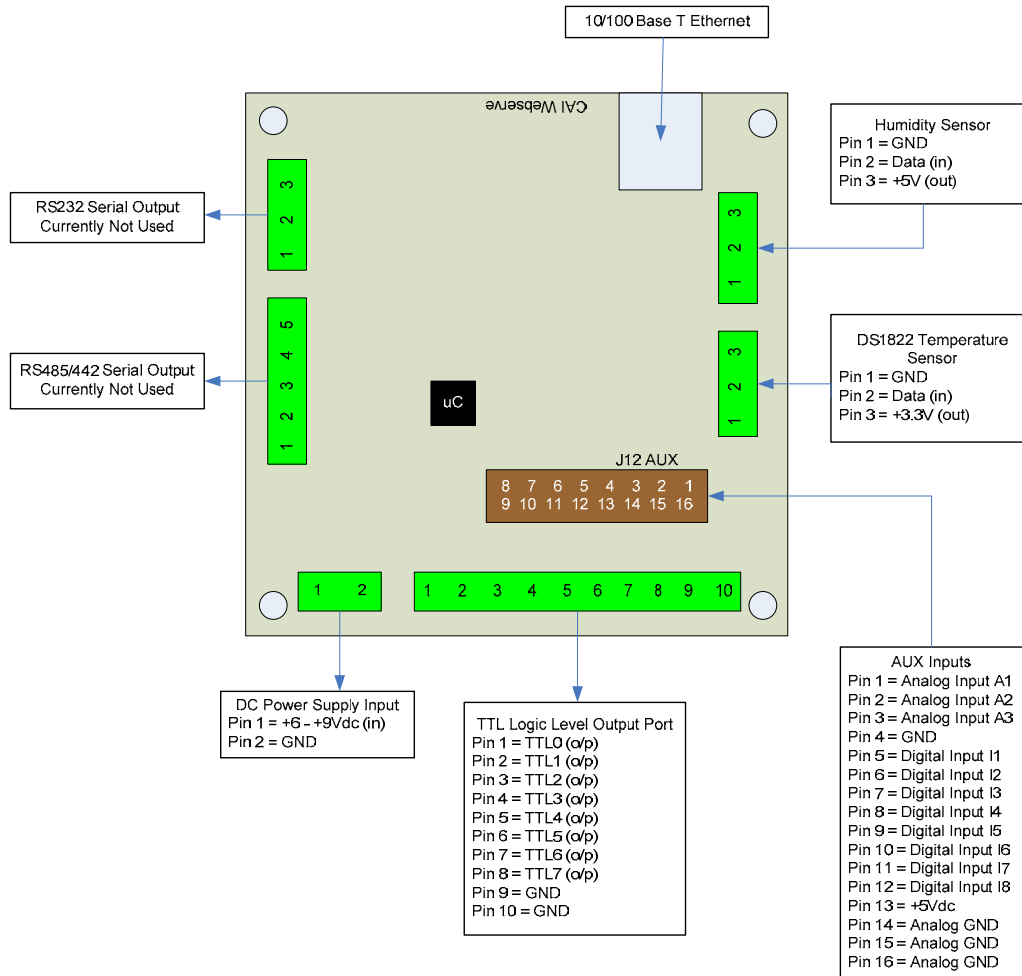 10/100 Base T Ethernet
CAI Webserve
Humidity Sensor
Pin 1 = GND
Pin 2 = Data (in)
Pin 3 = +5V (out)
RS232 Serial Output
Currently Not Used
3
2
1
3
2
1
RS485/442 Serial Output
Currently Not Used
5
4
3
2
1
uC
3
2
1
DS1822 Temperature
Sensor
Pin 1 = GND
Pin 2 = Data (in)
Pin 3 = +3.3V (out)
J12 AUX
8 7 6 5 4 3 2 1
9 10 11 12 13 14 15 16
1 2
1 2 3 4 5 6 7 8 9 10
DC Power Supply Input
Pin 1 = +6 - +9Vdc (in)
Pin 2 = GND
TTL Logic Level Output Port
Pin 1 = TTL0 (o/p)
Pin 2 = TTL1 (o/p)
Pin 3 = TTL2 (o/p)
Pin 4 = TTL3 (o/p)
Pin 5 = TTL4 (o/p)
Pin 6 = TTL5 (o/p)
Pin 7 = TTL6 (o/p)
Pin 8 = TTL7 (o/p)
Pin 9 = GND
Pin 10 = GND
AUX Inputs
Pin 1 = Analog Input A1
Pin 2 = Analog Input A2
Pin 3 = Analog Input A3
Pin 4 = GND
Pin 5 = Digital Input I1
Pin 6 = Digital Input I2
Pin 7 = Digital Input I3
Pin 8 = Digital Input I4
Pin 9 = Digital Input I5
Pin 10 = Digital Input I6
Pin 11 = Digital Input I7
Pin 12 = Digital Input I8
Pin 13 = +5Vdc
Pin 14 = Analog GND
Pin 15 = Analog GND
Pin 16 = Analog GND